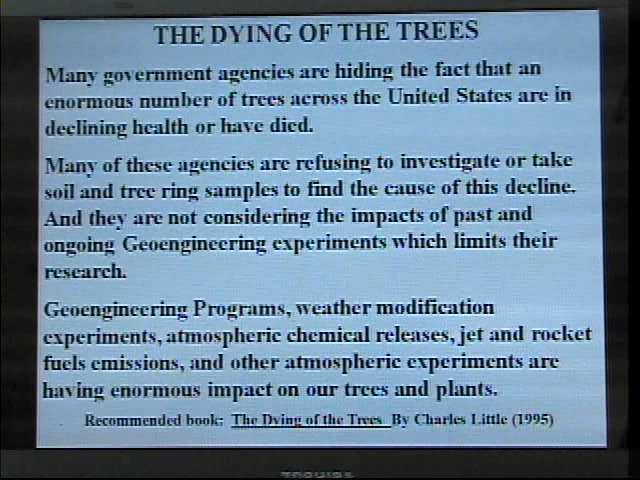 THE DYING OF THE TREES
Many government agencies are hiding the fact that an
enormous number of trees across the United States are in
declining health or have died.
Many of these agencies are refusing to investigate or take
soil and tree ring samples to find the cause of this decline.
And they are not considering the impacts of past and
ongoing Geoengineering experiments which limits their
research.
Geoengineering Programs, weather modification
experiments, atmospheric chemical releases, jet and rocket
fuels emissions, and other atmospheric experiments are
having enormous impact on our trees and plants.
Recommended book: The Dying of the Trees By Charles Little (1995)
TOSHIBA